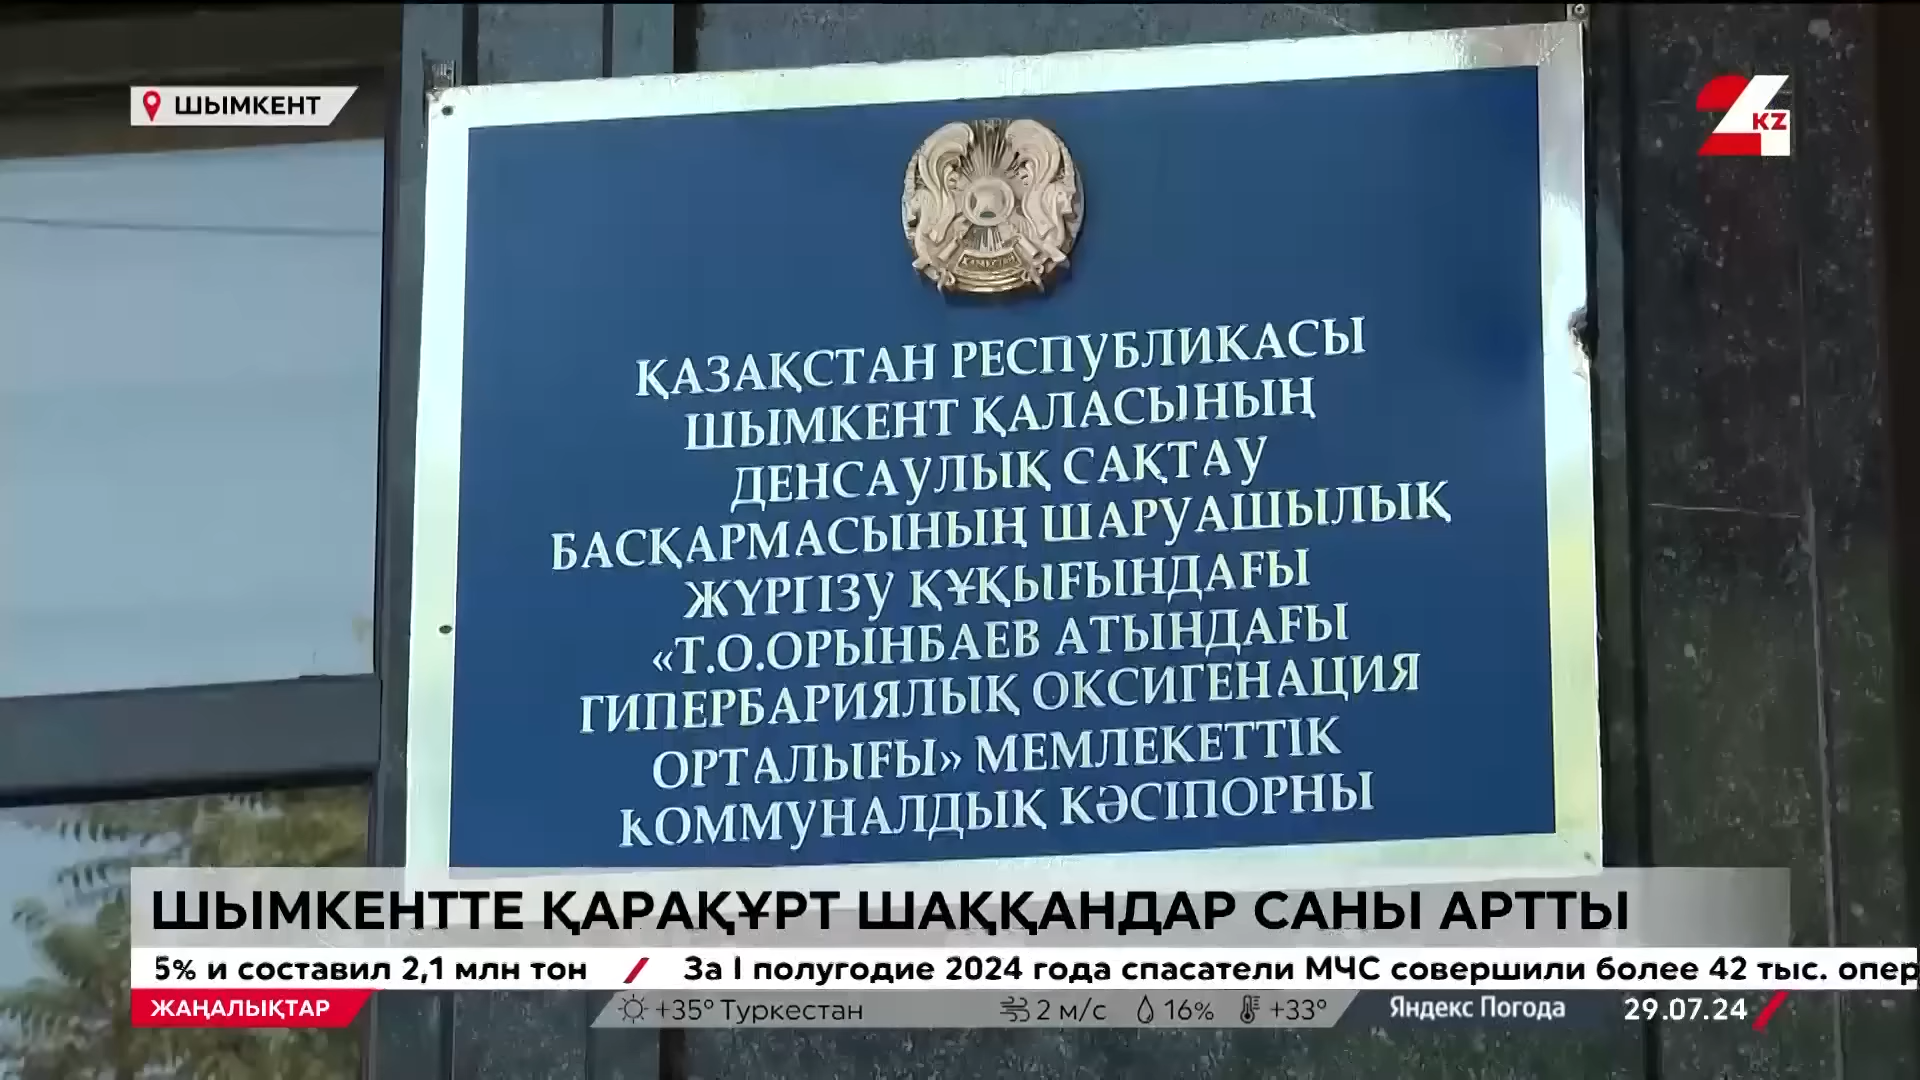 ШЫМКЕНТ
24 KZ
ҚАЗАҚСТАН
ҚАЗАҚСТАН РЕСПУБЛИКАСЫ
ШЫМКЕНТ ҚАЛАСЫНЫҢ
ДЕНСАУЛЫҚ САҚТАУ
БАСҚАРМАСЫНЫҢ ШАРУАШЫЛЫҚ
ЖҮРГІЗУ ҚҰҚЫҒЫНДАҒЫ
«Т.О.ОРЫНБАЕВ АТЫНДАҒЫ
ГИПЕРБАРИЯЛЫҚ ОКСИГЕНАЦИЯ
ОРТАЛЫҒЫ» МЕМЛЕКЕТТІК
КОММУНАЛДЫҚ КӘСІПОРНЫ
ШЫМКЕНТТЕ ҚАРАҚҰРТ ШАҚҚАНДАР САНЫ АРТТЫ
5% и составил 2,1 млн тон / За I полугодие 2024 года спасатели МЧС совершили более 42 тыс. опер
ЖАҢАЛЫҚТАР +35° Туркестан 2 м/с 16% +33° Яндекс Погода 29.07.24